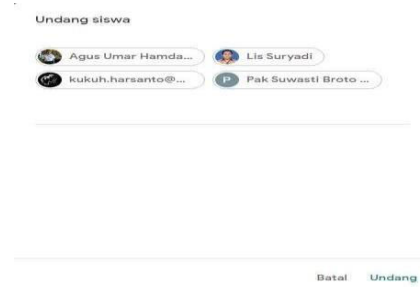 Undang siswa
Agus Umar Hamda... Lis Suryadi
kukuh.harsanto@... P Pak Suwasti Broto ...
Batal Undang